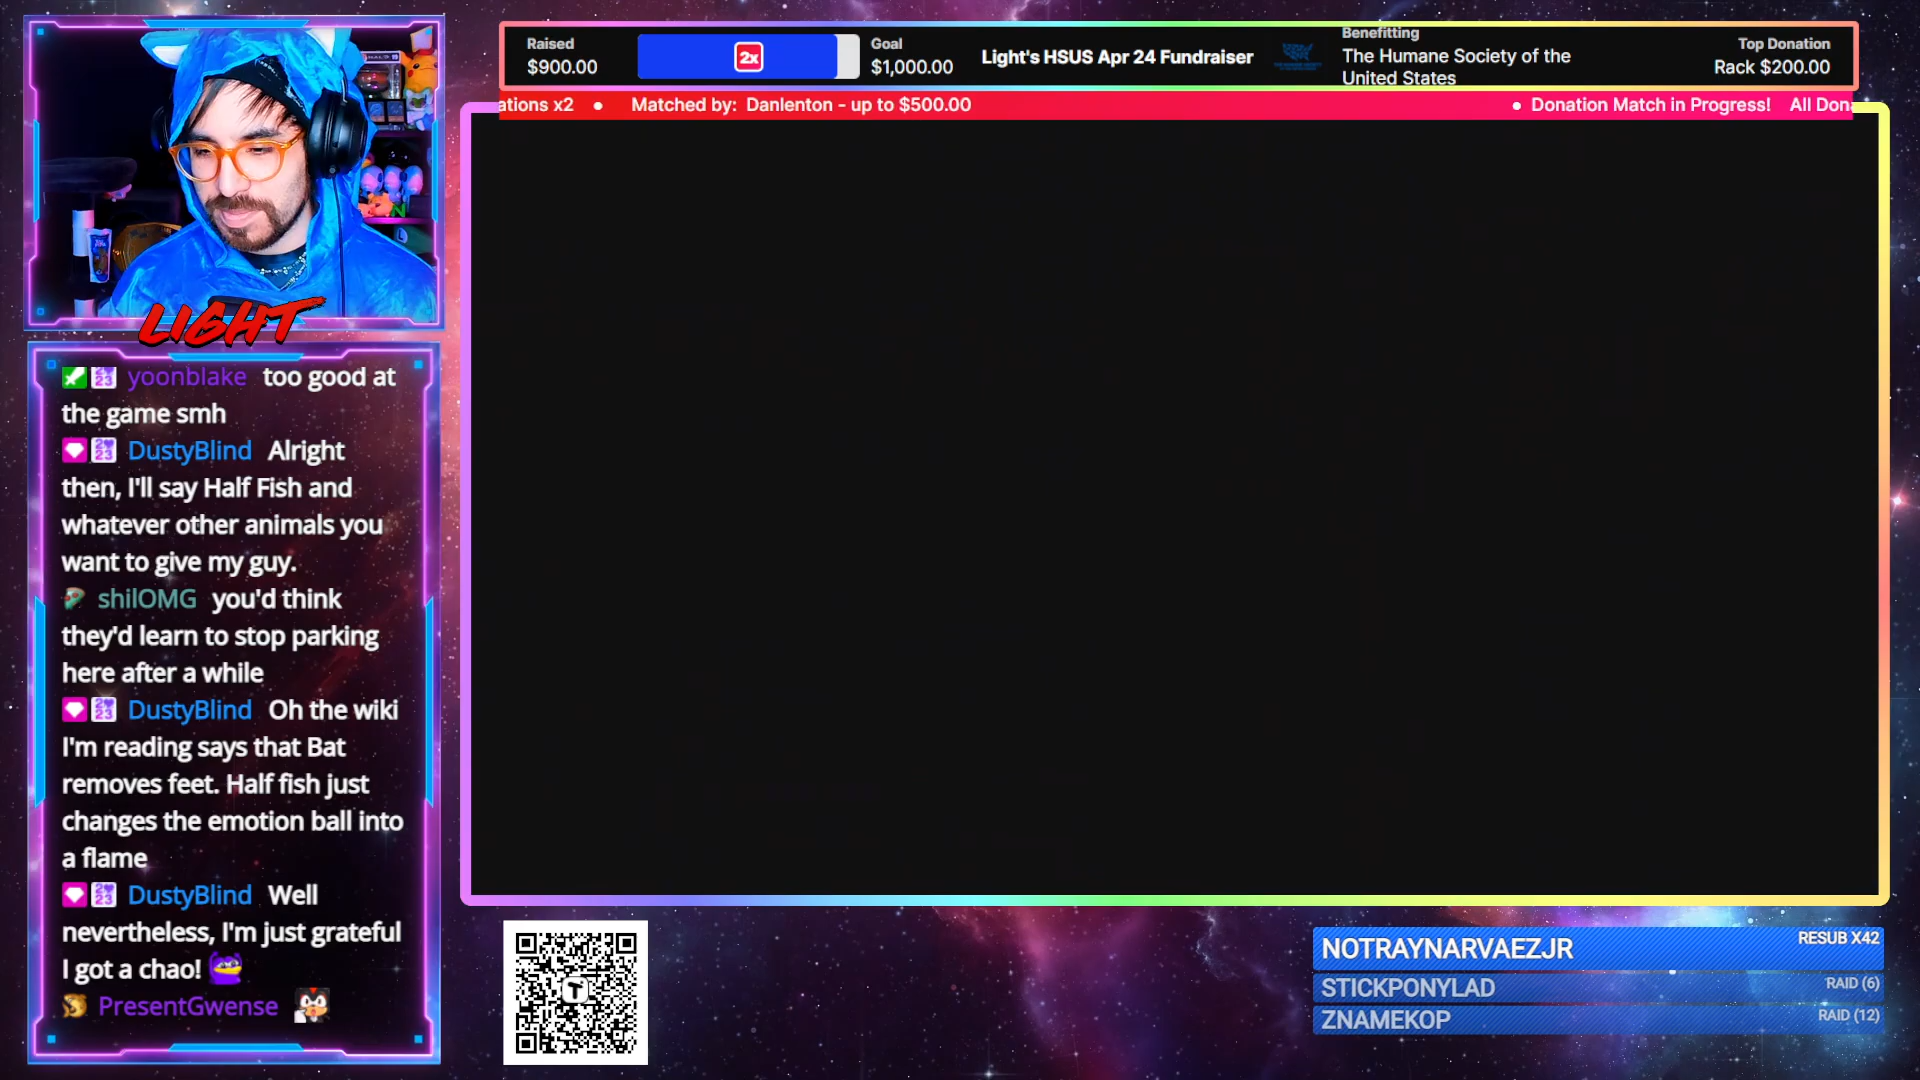 Raised
$900.00
2x
Goal
$1,000.00
Light's HSUS Apr 24 Fundraiser
Benefitting
The Humane Society of the
United States
Top Donation
Rack $200.00
ations x2 • Matched by: Danlenton - up to $500.00 • Donation Match in Progress! All Don
LIGHT
yoonblake too good at
the game smh
DustyBlind Alright
then, I'll say Half Fish and
whatever other animals you
want to give my guy.
shilOMG you'd think
they'd learn to stop parking
here after a while
DustyBlind Oh the wiki
I'm reading says that Bat
removes feet. Half fish just
changes the emotion ball into
a flame
DustyBlind Well
nevertheless, I'm just grateful
I got a chao!
PresentGwense
T
NOTRAYNARVAEZJR RESUB X42
STICKPONYLAD RAID (6)
ZNAMEKOP RAID (12)